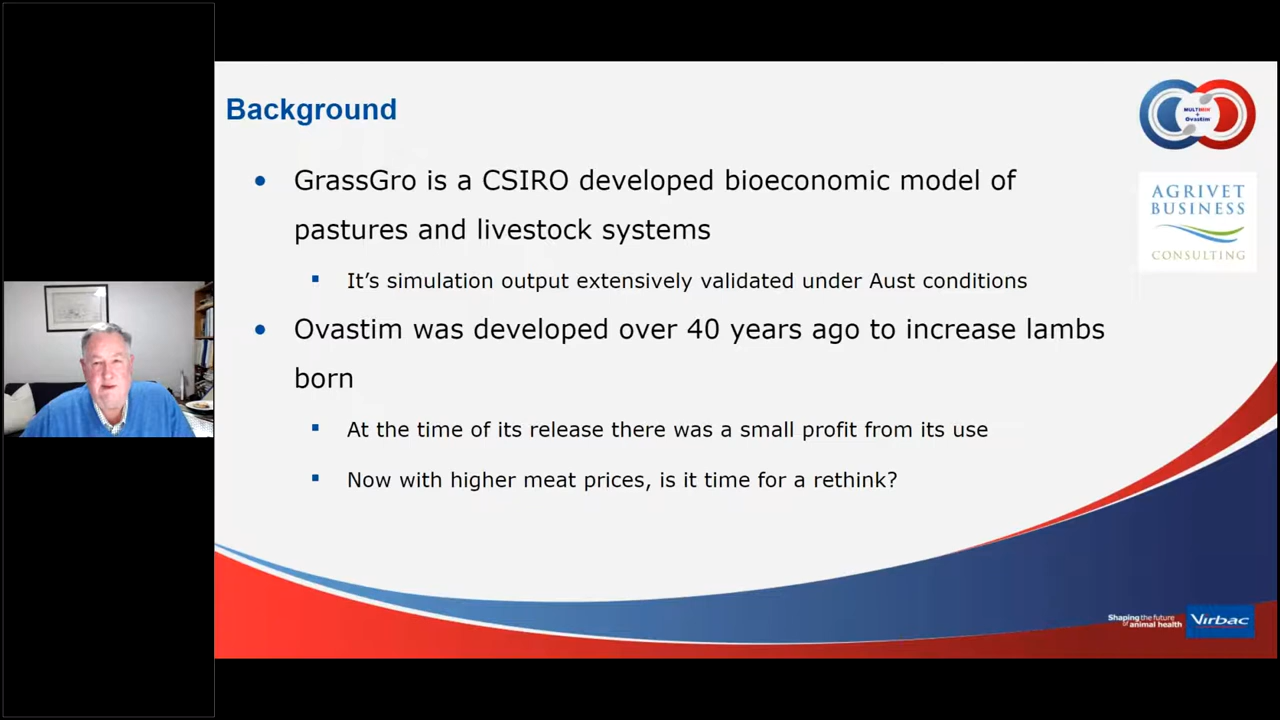 Background
MULTIMIN
+
Ovastim
AGRIVET
BUSINESS
CONSULTING
GrassGro is a CSIRO developed bioeconomic model of
pastures and livestock systems
It's simulation output extensively validated under Aust conditions
Ovastim was developed over 40 years ago to increase lambs
born
At the time of its release there was a small profit from its use
Now with higher meat prices, is it time for a rethink?
Shaping the future
of animal health
Virbac